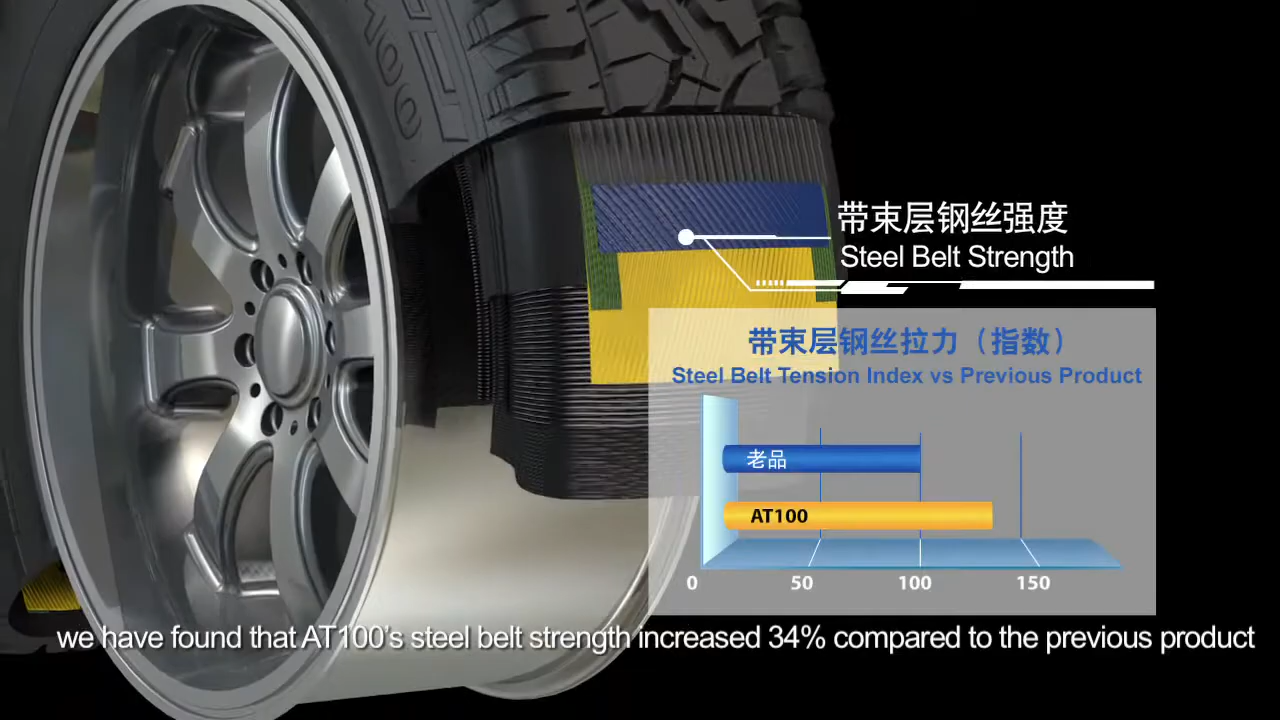 带束层钢丝强度
Steel Belt Strength
带束层钢丝拉力（指数）
Steel Belt Tension Index vs Previous Product
老品
AT100
0 50 100 150
we have found that AT100’s steel belt strength increased 34% compared to the previous product